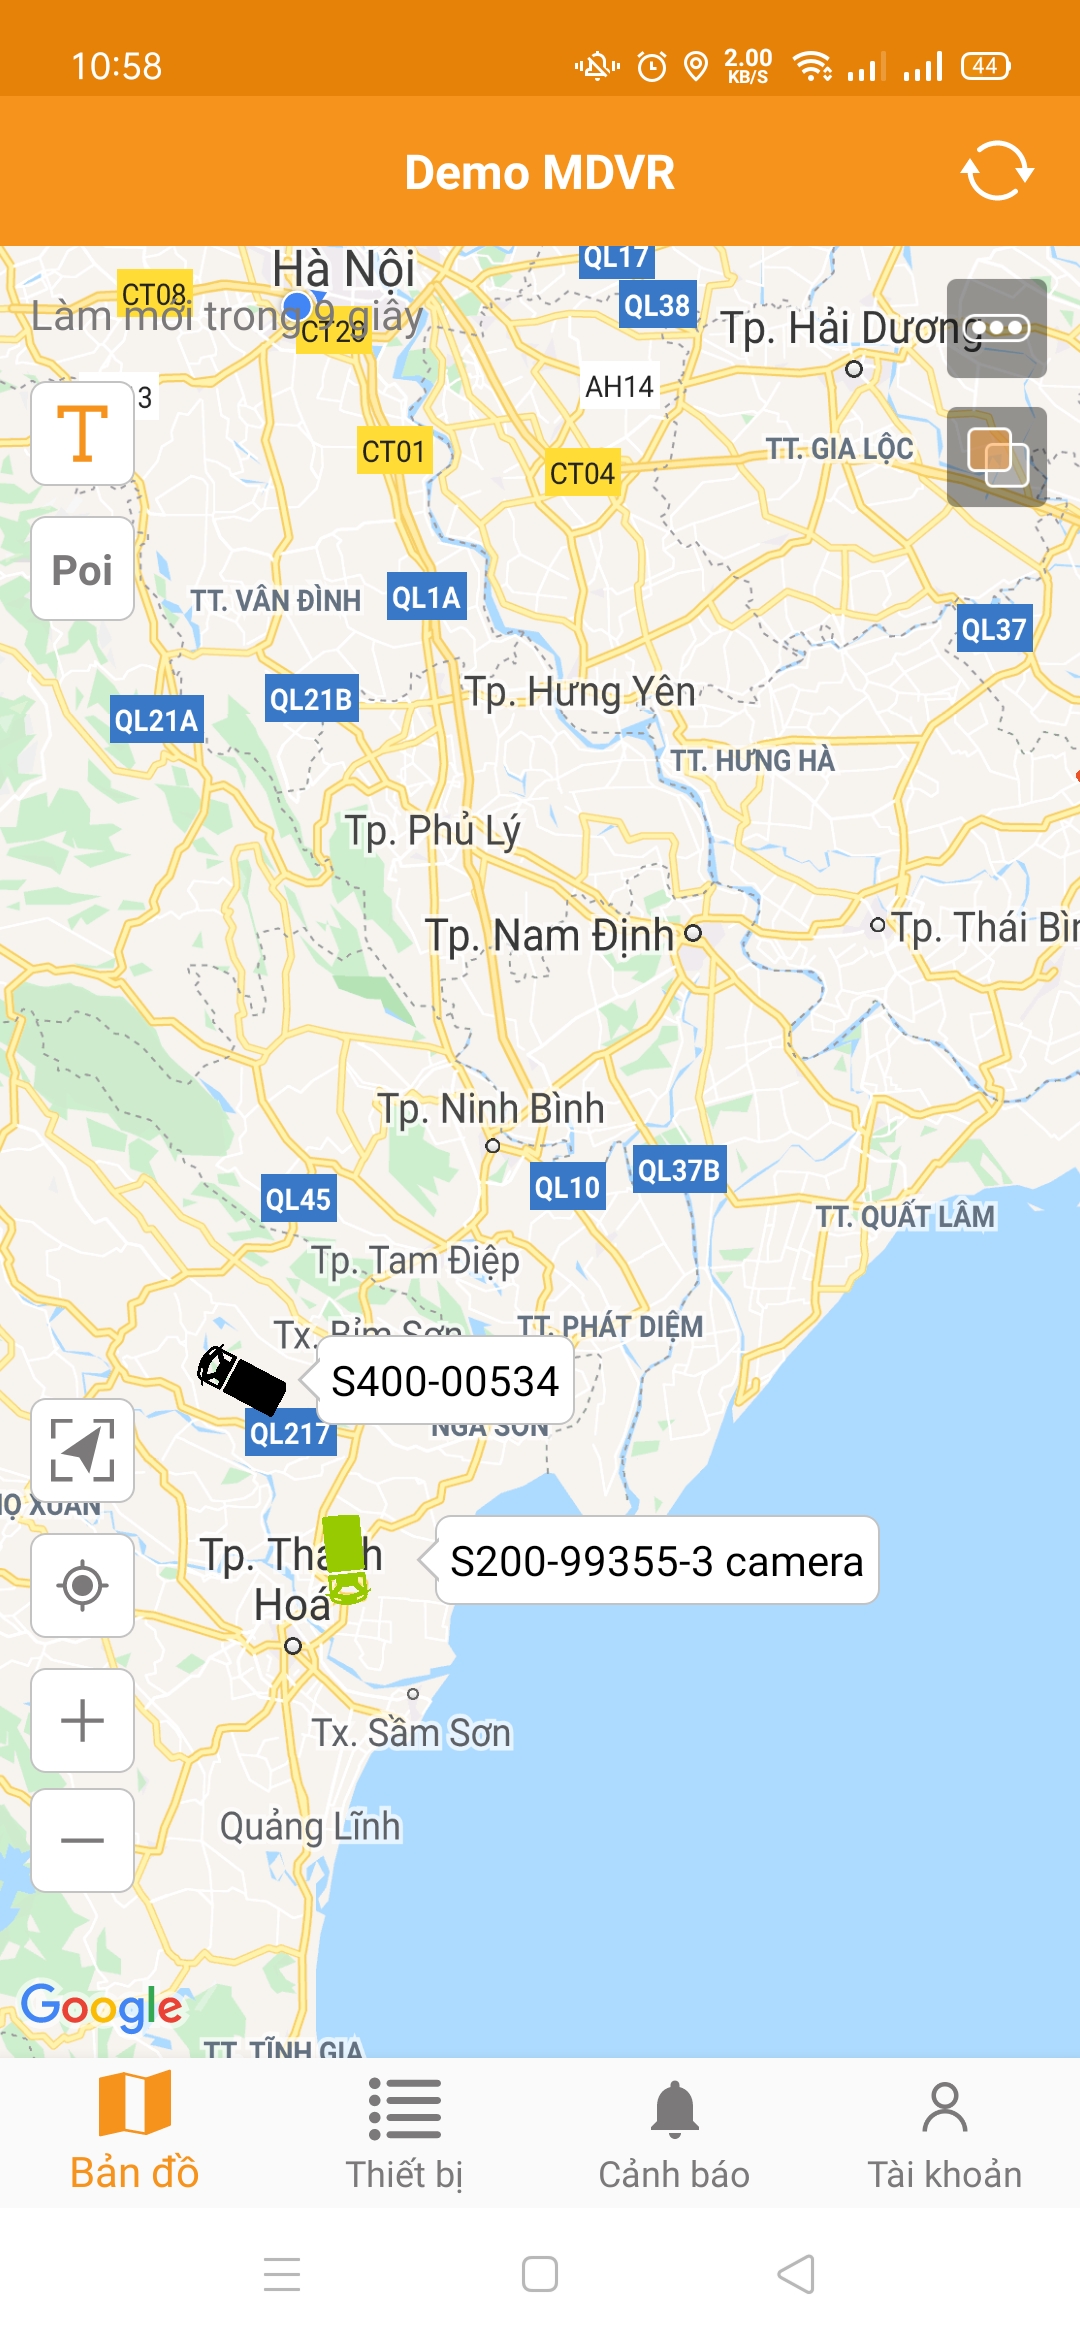 10:58
2.00
KB/S
44
Demo MDVR
Hà Nội
QL17
CT08
QL38
Làm mới trong 9 giây
CT20
Tp. Hải Dương
AH14
3
T
CT01
TT. GIA LỘC
CT04
Poi
TT. VÂN ĐÌNH
QL1A
QL37
QL21B
Tp. Hưng Yên
QL21A
TT. HƯNG HÀ
Tp. Phủ Lý
Tp. Nam Định
Tp. Thái Bìn
Tp. Ninh Bình
QL37B
QL10
QL45
TT. QUẤT LÂM
Tp. Tam Điệp
Tx. Bỉm Sơn
TT. PHÁT DIỆM
S400-00534
NGA SƠN
QL217
Ọ XUÂN
Tp. Thanh
Hoá
S200-99355-3 camera
Tx. Sầm Sơn
Quảng Lĩnh
Google
TT. TĨNH GIA
Bản đồ
Thiết bị
Cảnh báo
Tài khoản